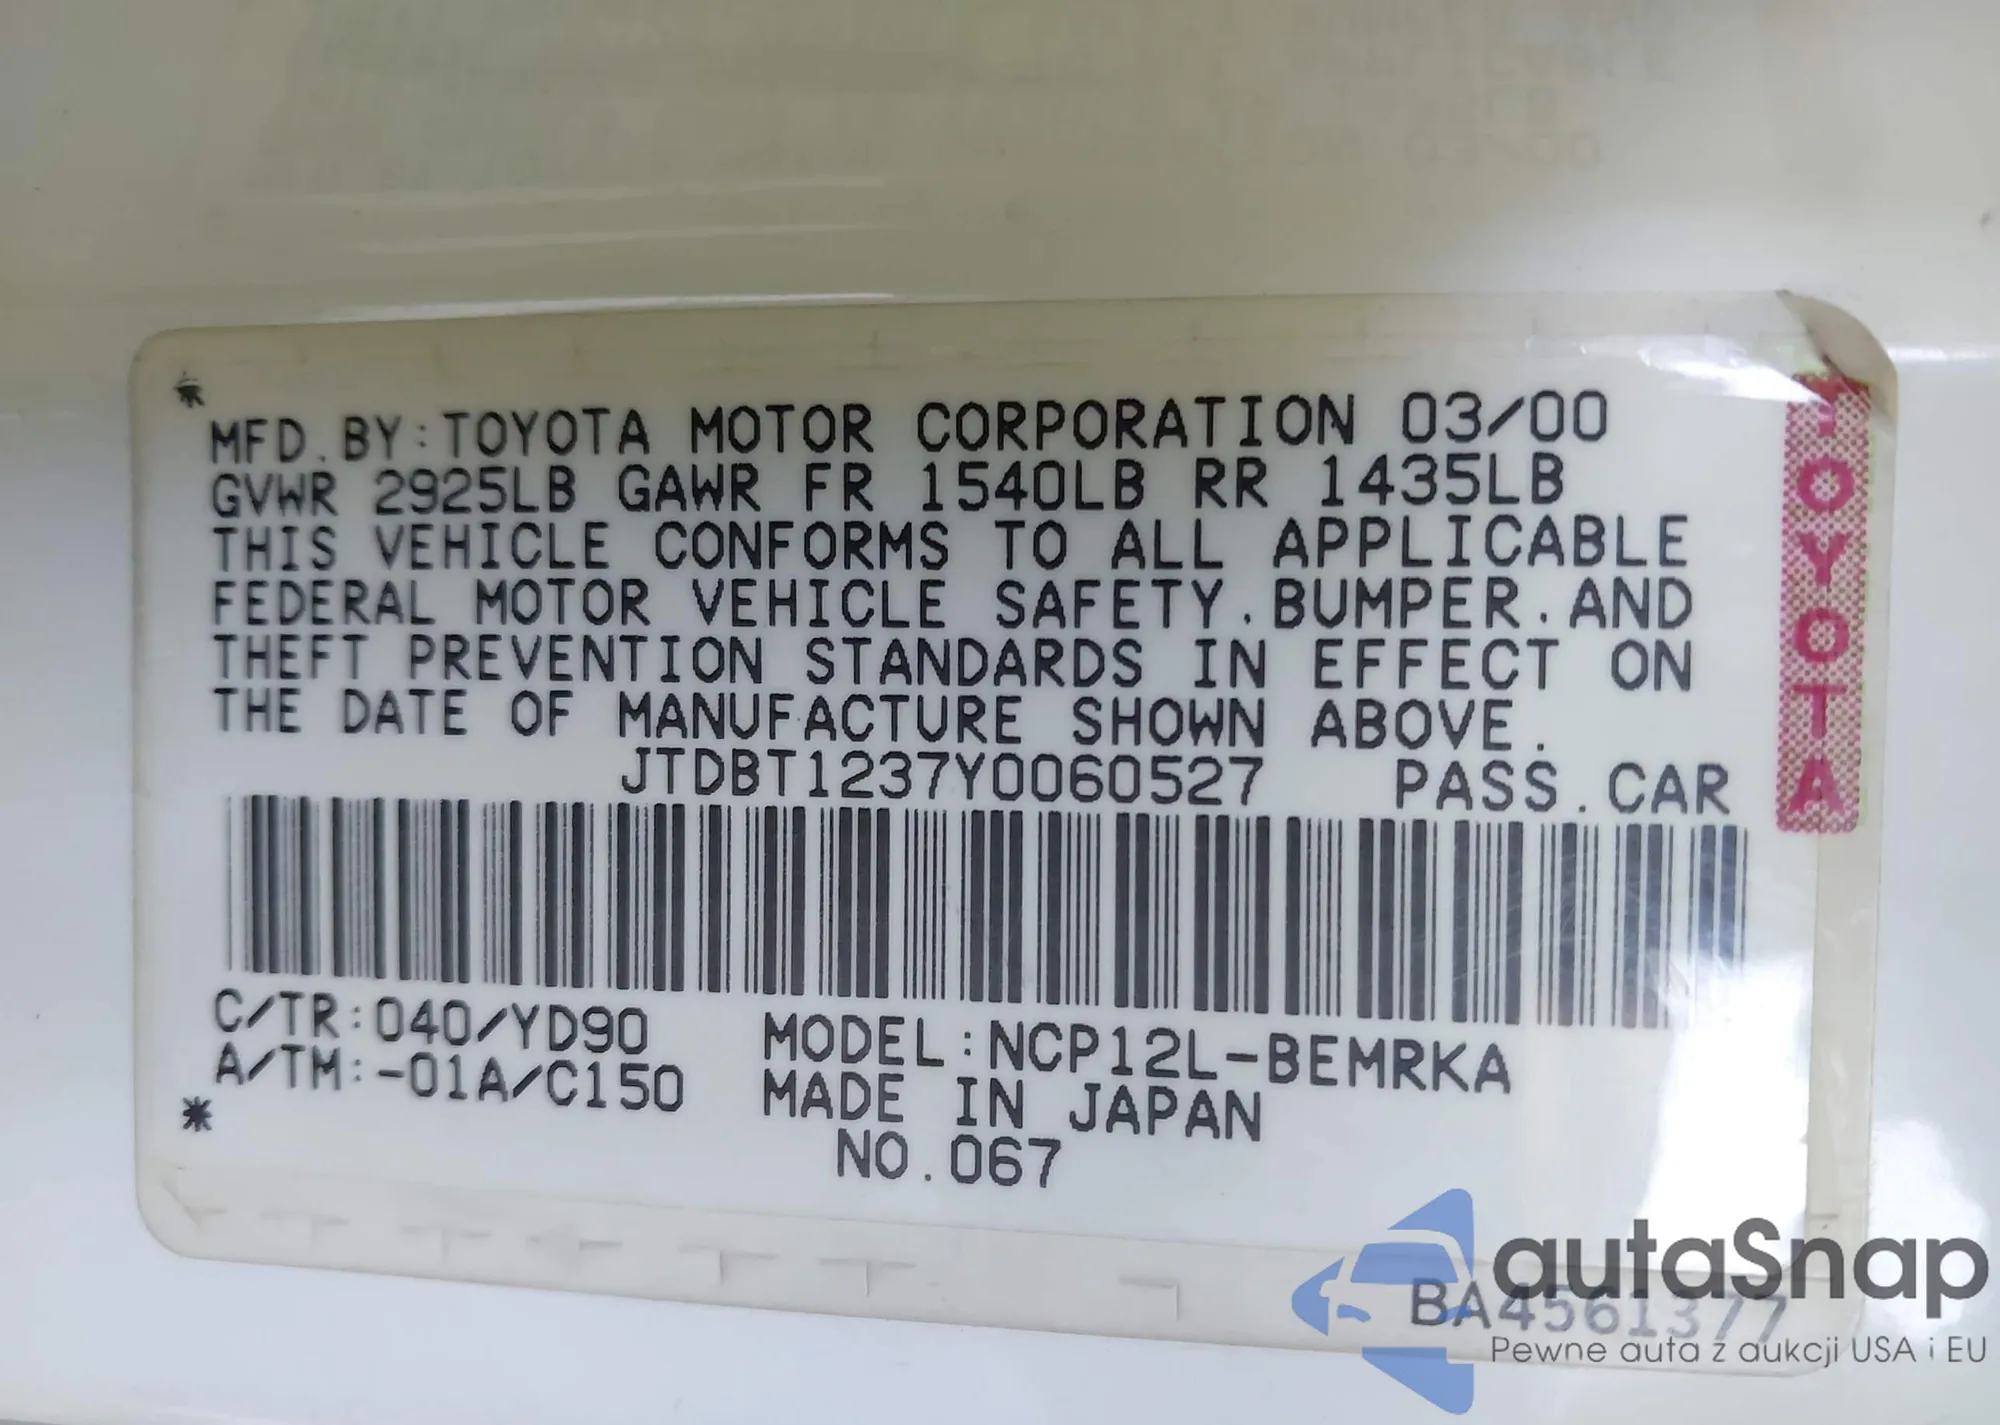 MFD.BY:TOYOTA MOTOR CORPORATION 03/00
GVWR 2925LB GAWR FR 1540LB RR 1435LB
THIS VEHICLE CONFORMS TO ALL APPLICABLE
FEDERAL MOTOR VEHICLE SAFETY.BUMPER.AND
THEFT PREVENTION STANDARDS IN EFFECT ON
THE DATE OF MANUFACTURE SHOWN ABOVE.
JTDBT1237Y0060527 PASS.CAR
TOYOTA
C/TR:040/YD90 MODEL:NCP12L-BEMRKA
A/TM:-01A/C150 MADE IN JAPAN
NO.067
BA4561377
autaSnap
Pewne auta z aukcji USA i EU